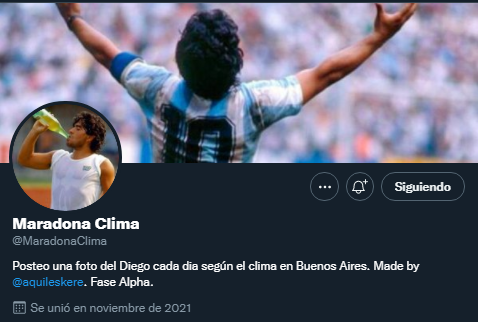 10
Siguiendo
Maradona Clima
@MaradonaClima
Posteo una foto del Diego cada dia según el clima en Buenos Aires. Made by
@aquileskere. Fase Alpha.
Se unió en noviembre de 2021